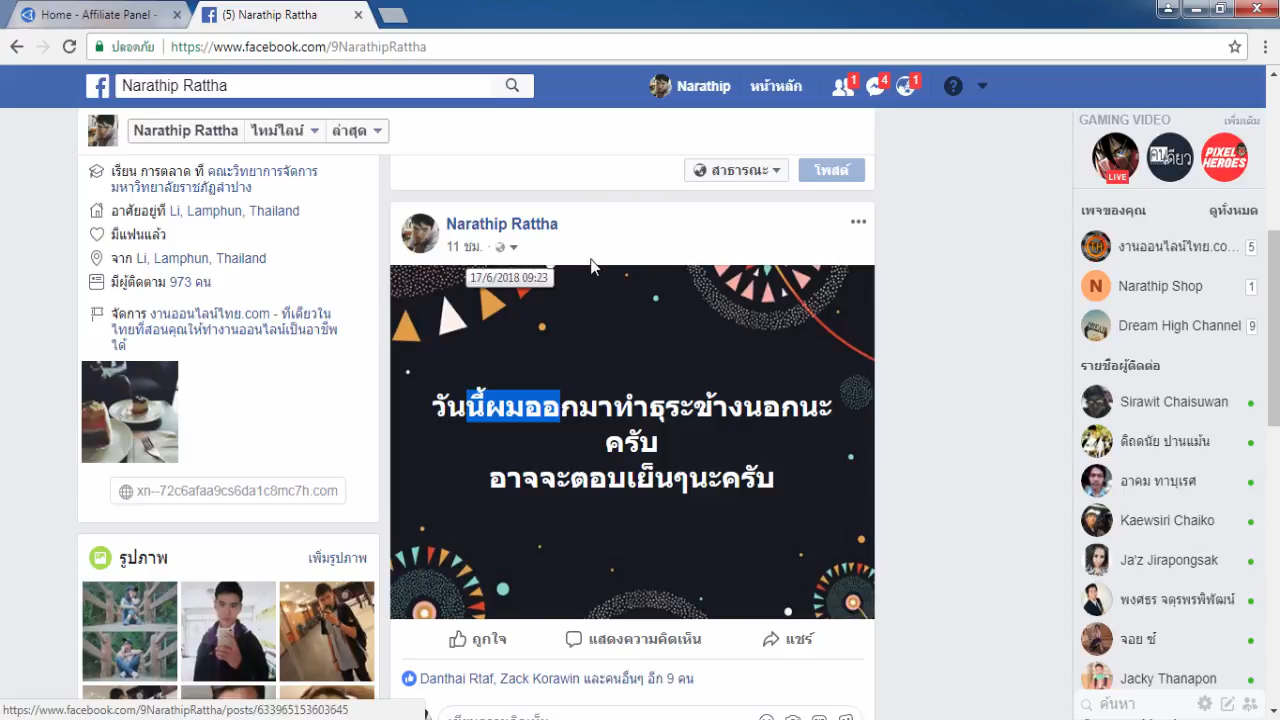 Home - Affiliate Panel -
(5) Narathip Rattha
ปลอดภัย
https://www.facebook.com/9NarathipRattha
Narathip Rattha
Narathip
หน้าหลัก
1
4
1
Narathip Rattha
ไทม์ไลน์
ล่าสุด
เรียน การตลาด ที่ คณะวิทยาการจัดการ
มหาวิทยาลัยราชภัฏลำปาง
อาศัยอยู่ที่ Li, Lamphun, Thailand
มีแฟนแล้ว
จาก Li, Lamphun, Thailand
มีผู้ติดตาม 973 คน
จัดการ งานออนไลน์ไทย.com - ที่เดียวใน
ไทยที่สอนคุณให้ทำงานออนไลน์เป็นอาชีพ
ได้
xn--72c6afaa9cs6da1c8mc7h.com
รูปภาพ
เพิ่มรูปภาพ
สาธารณะ
โพสต์
Narathip Rattha
11 ชม.
17/6/2018 09:23
วันนี้ผมออกมาทำธุระข้างนอกนะ
ครับ
อาจจะตอบเย็นๆนะครับ
ถูกใจ
แสดงความคิดเห็น
แชร์
Danthai Rtaf, Zack Korawin และคนอื่นๆ อีก 9 คน
GAMING VIDEO
เพิ่มเติม
LIVE
คนเดียว
PIXEL
HEROES
เพจของคุณ
ดูทั้งหมด
งานออนไลน์ไทย.co...
5
N
Narathip Shop
1
Dream High Channel
9
รายชื่อผู้ติดต่อ
Sirawit Chaisuwan
ดิ๊ถดนัย ปานแม้น
อาคม ทาบุเรศ
Kaewsiri Chaiko
Ja'z Jirapongsak
พงศธร จตุรพรพิพัฒน์
จอย ช์
Jacky Thanapon
ค้นหา
https://www.facebook.com/9NarathipRattha/posts/633965153603645